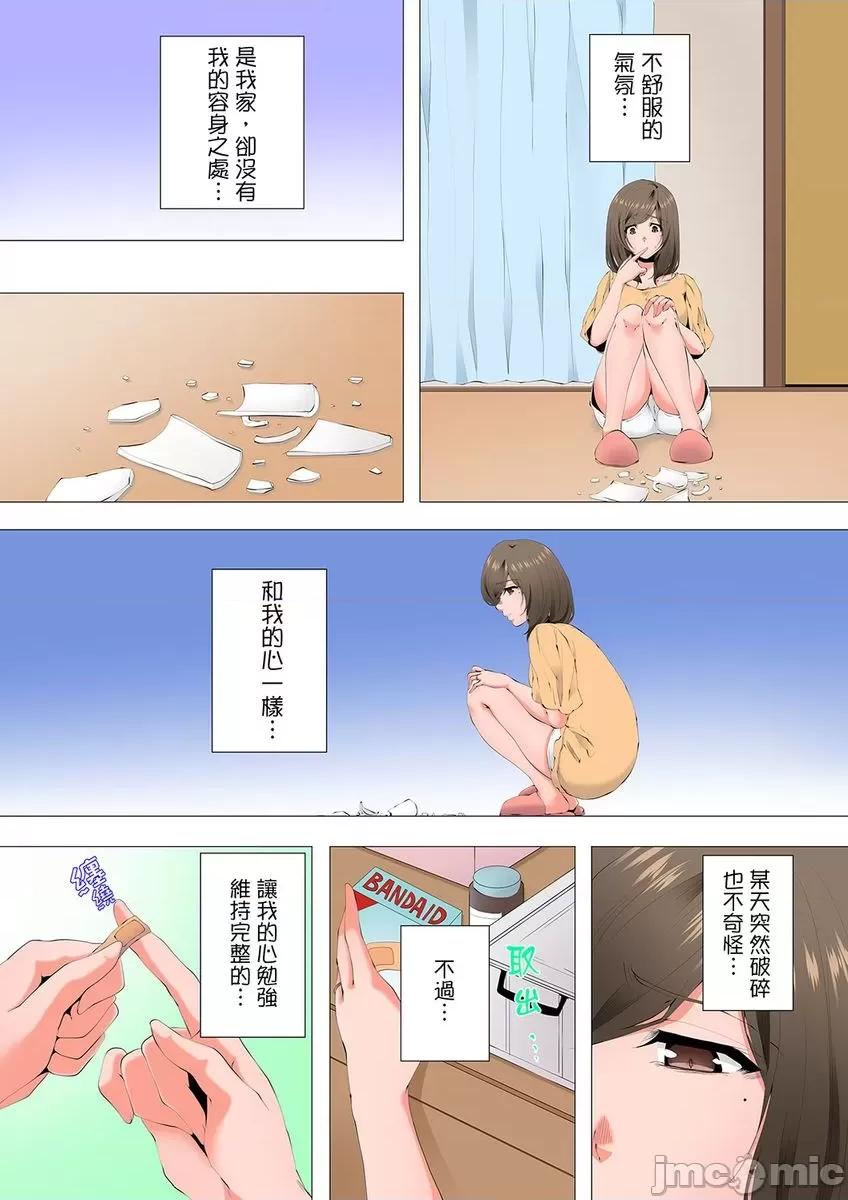 不舒服的
氣氛…
是我家，卻沒有
我的容身之處…
和我的心一樣…
某天突然破碎
也不奇怪…
BANDAID
取出…
不過…
讓我的心勉強
維持完整的…
纏繞
jmcomic